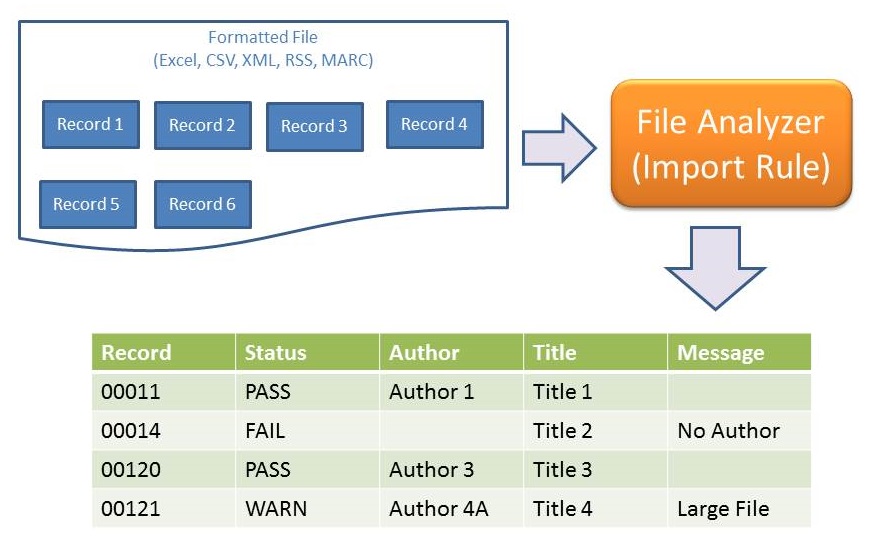 Formatted File
(Excel, CSV, XML, RSS, MARC)
Record 1 Record 2 Record 3 Record 4
Record 5 Record 6
File Analyzer
(Import Rule)
Record Status Author Title Message
00011 PASS Author 1 Title 1
00014 FAIL Title 2 No Author
00120 PASS Author 3 Title 3
00121 WARN Author 4A Title 4 Large File